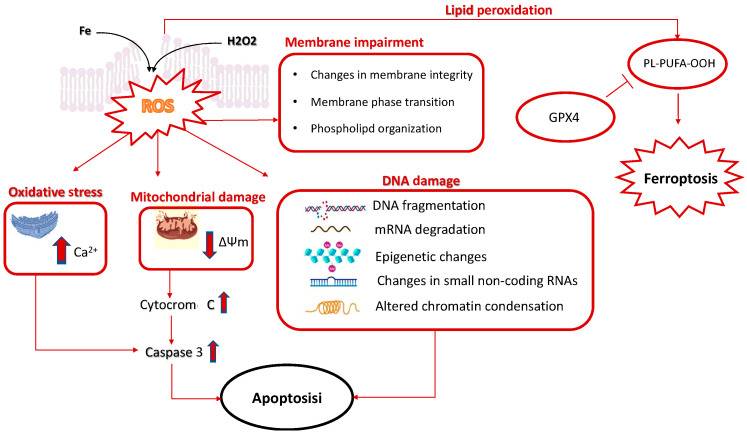 Lipid peroxidation
Fe
H2O2
Membrane impairment
• Changes in membrane integrity
• Membrane phase transition
• Phospholipd organization
ROS
PL-PUFA-OOH
GPX4
Ferroptosis
Oxidative stress
Ca²⁺
Mitochondrial damage
ΔΨm
DNA damage
DNA fragmentation
mRNA degradation
Epigenetic changes
Changes in small non-coding RNAs
Altered chromatin condensation
Cytocrom C
Caspase 3
Apoptosisi